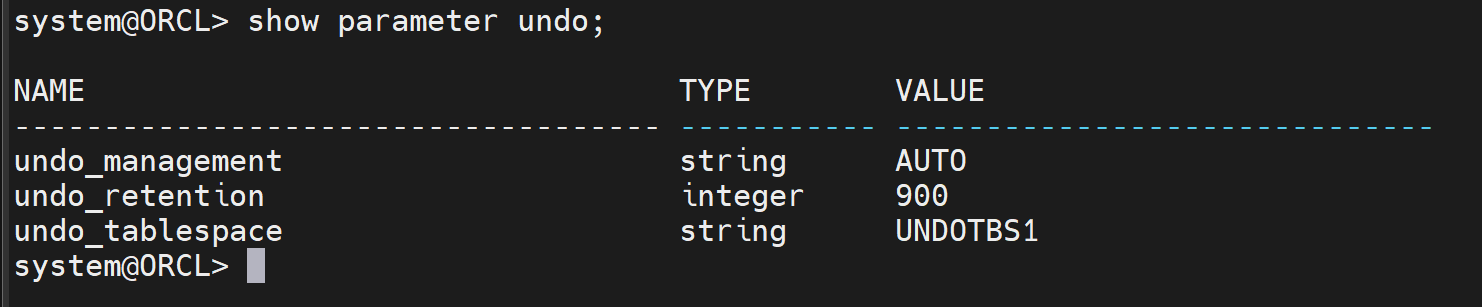 system@ORCL> show parameter undo;
NAME                                 TYPE        VALUE
------------------------------------ ----------- ------------------------------
undo_management                      string      AUTO
undo_retention                       integer     900
undo_tablespace                      string      UNDOTBS1
system@ORCL>